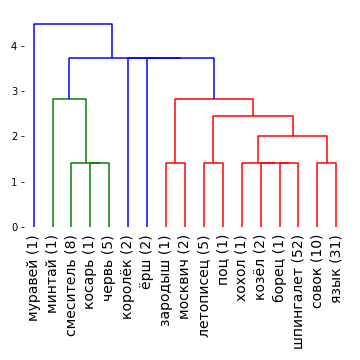 4
3
2
1
0
муравей (1)
минтай (1)
смеситель (8)
косарь (1)
червь (5)
королёк (2)
ёрш (2)
зародыш (1)
москвич (2)
летописец (5)
поц (1)
хохол (1)
козёл (2)
борец (1)
шпингалет (52)
совок (10)
язык (31)